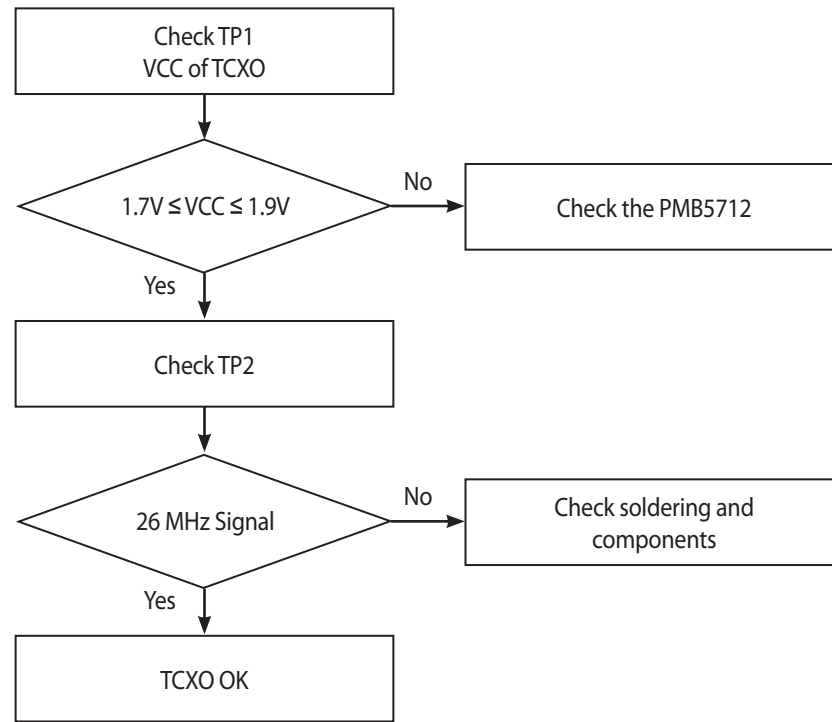 Check TP1
VCC of TCXO
1.7V ≤ VCC ≤ 1.9V
No
Check the PMB5712
Yes
Check TP2
26 MHz Signal
No
Check soldering and
components
Yes
TCXO OK